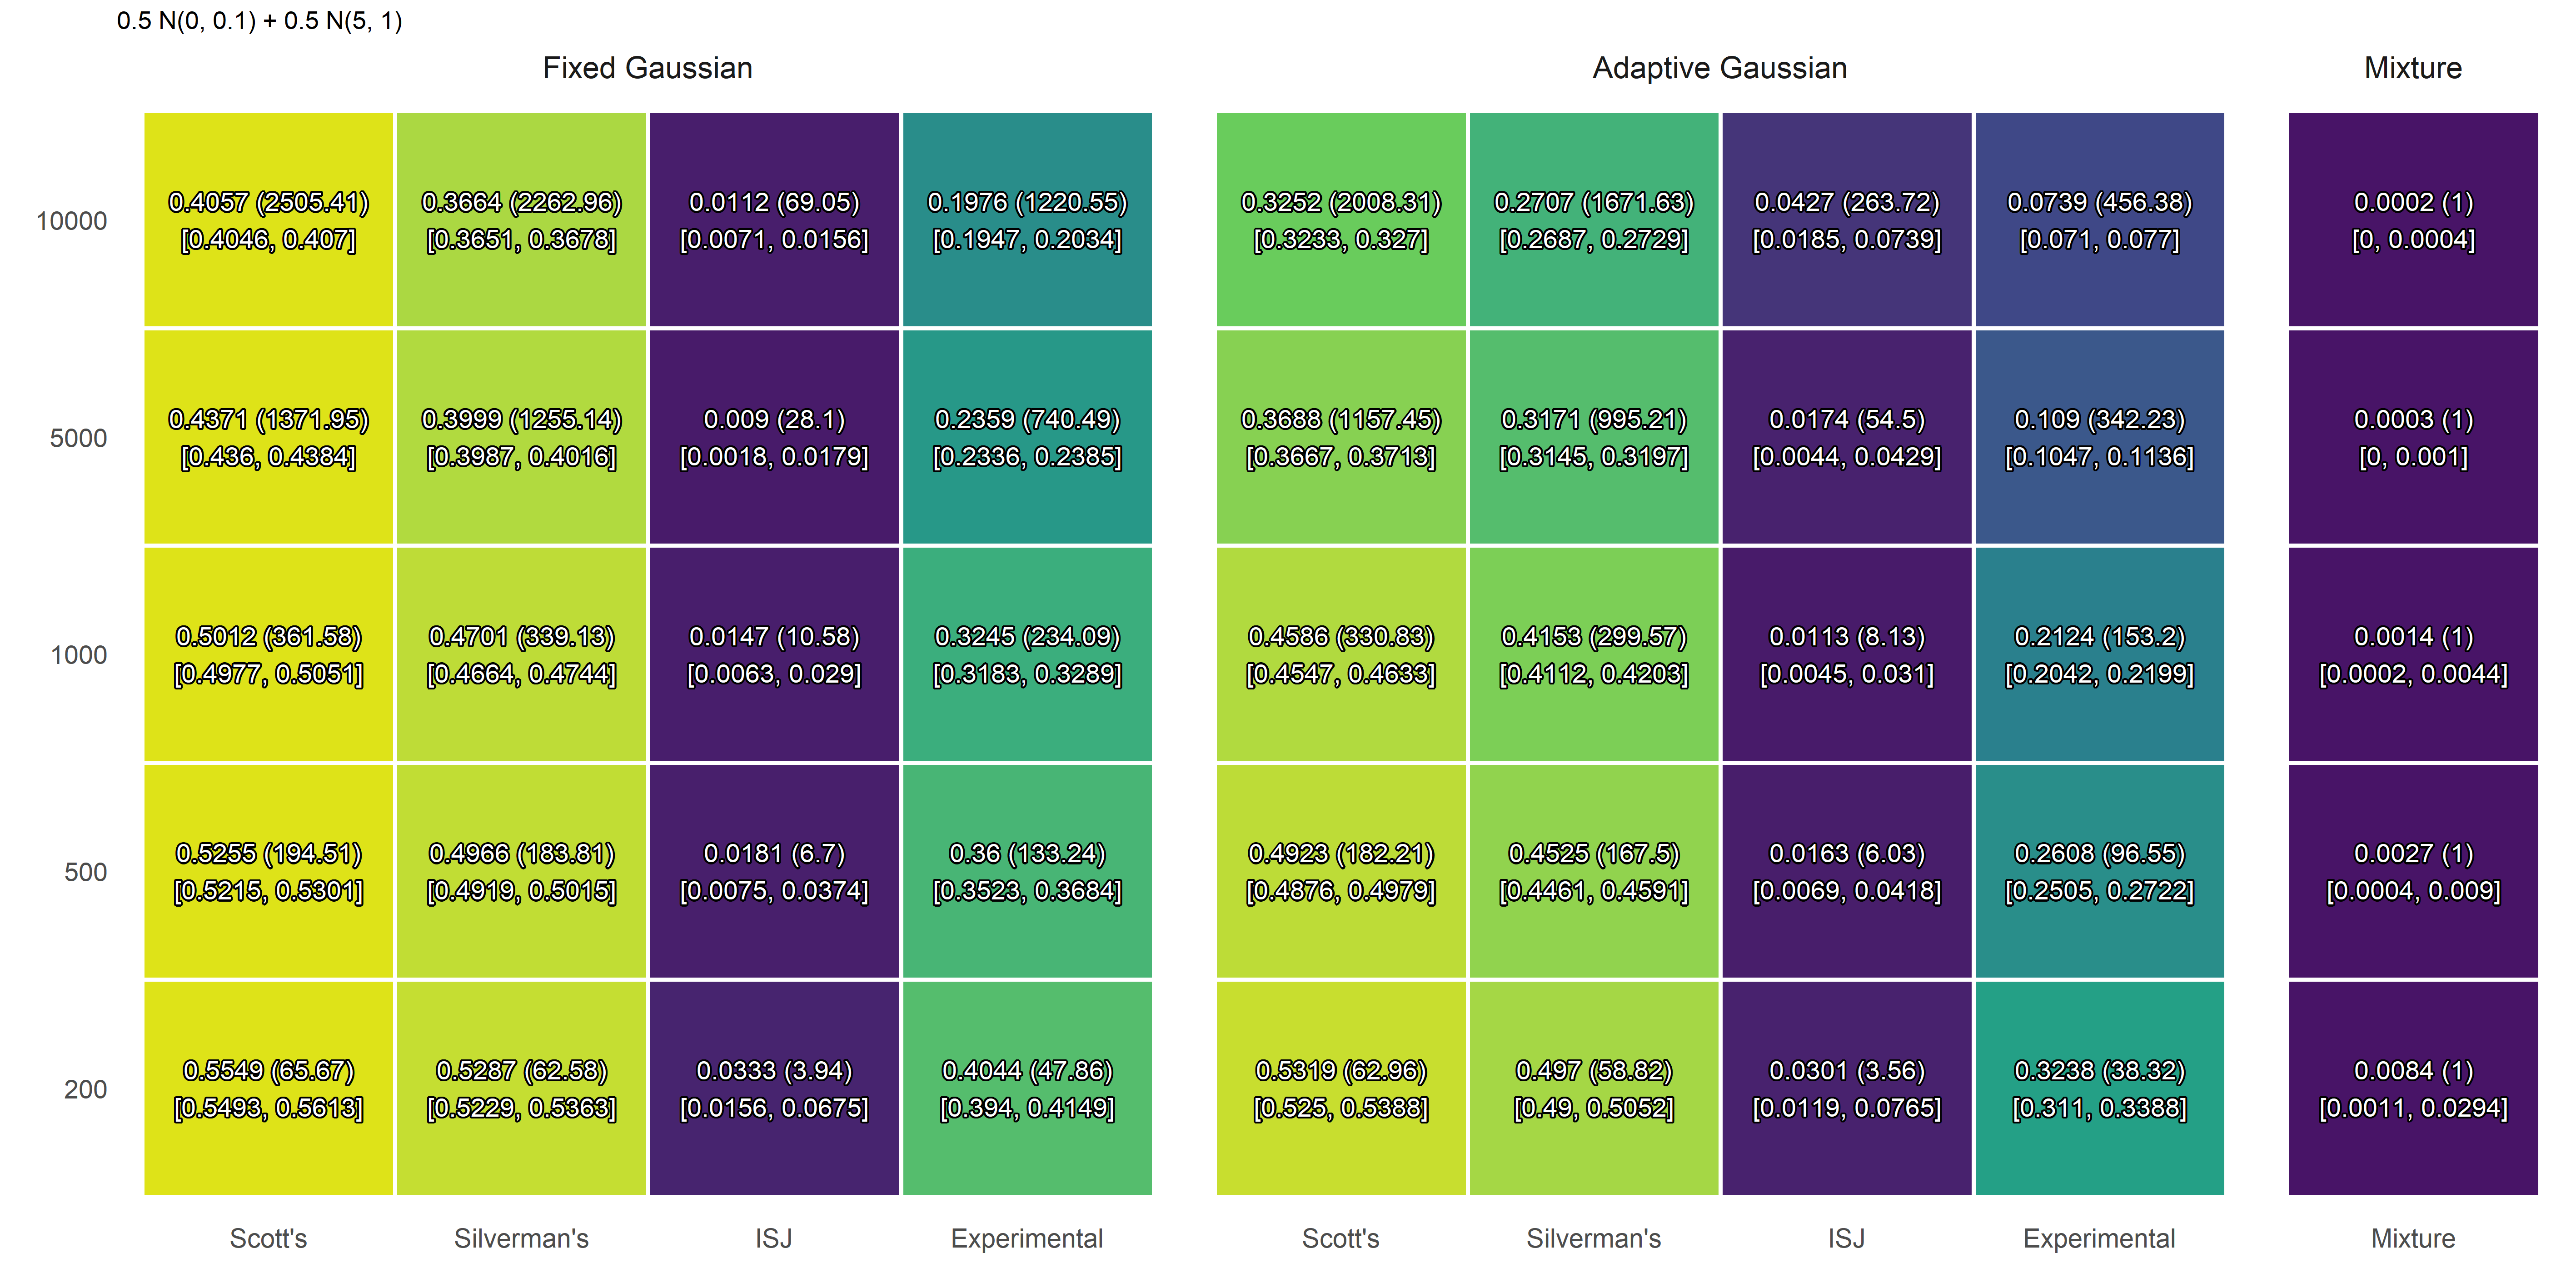 0.5 N(0, 0.1) + 0.5 N(5, 1)
Fixed Gaussian Adaptive Gaussian Mixture
10000 0.4057 (2505.41) 0.3664 (2262.96) 0.0112 (69.05) 0.1976 (1220.55) 0.3252 (2008.31) 0.2707 (1671.63) 0.0427 (263.72) 0.0739 (456.38) 0.0002 (1)
[0.4046, 0.407] [0.3651, 0.3678] [0.0071, 0.0156] [0.1947, 0.2034] [0.3233, 0.327] [0.2687, 0.2729] [0.0185, 0.0739] [0.071, 0.077] [0, 0.0004]
5000 0.4371 (1371.95) 0.3999 (1255.14) 0.009 (28.1) 0.2359 (740.49) 0.3688 (1157.45) 0.3171 (995.21) 0.0174 (54.5) 0.109 (342.23) 0.0003 (1)
[0.436, 0.4384] [0.3987, 0.4016] [0.0018, 0.0179] [0.2336, 0.2385] [0.3667, 0.3713] [0.3145, 0.3197] [0.0044, 0.0429] [0.1047, 0.1136] [0, 0.001]
1000 0.5012 (361.58) 0.4701 (339.13) 0.0147 (10.58) 0.3245 (234.09) 0.4586 (330.83) 0.4153 (299.57) 0.0113 (8.13) 0.2124 (153.2) 0.0014 (1)
[0.4977, 0.5051] [0.4664, 0.4744] [0.0063, 0.029] [0.3183, 0.3289] [0.4547, 0.4633] [0.4112, 0.4203] [0.0045, 0.031] [0.2042, 0.2199] [0.0002, 0.0044]
500 0.5255 (194.51) 0.4966 (183.81) 0.0181 (6.7) 0.36 (133.24) 0.4923 (182.21) 0.4525 (167.5) 0.0163 (6.03) 0.2608 (96.55) 0.0027 (1)
[0.5215, 0.5301] [0.4919, 0.5015] [0.0075, 0.0374] [0.3523, 0.3684] [0.4876, 0.4979] [0.4461, 0.4591] [0.0069, 0.0418] [0.2505, 0.2722] [0.0004, 0.009]
200 0.5549 (65.67) 0.5287 (62.58) 0.0333 (3.94) 0.4044 (47.86) 0.5319 (62.96) 0.497 (58.82) 0.0301 (3.56) 0.3238 (38.32) 0.0084 (1)
[0.5493, 0.5613] [0.5229, 0.5363] [0.0156, 0.0675] [0.394, 0.4149] [0.525, 0.5388] [0.49, 0.5052] [0.0119, 0.0765] [0.311, 0.3388] [0.0011, 0.0294]
Scott's Silverman's ISJ Experimental Scott's Silverman's ISJ Experimental Mixture